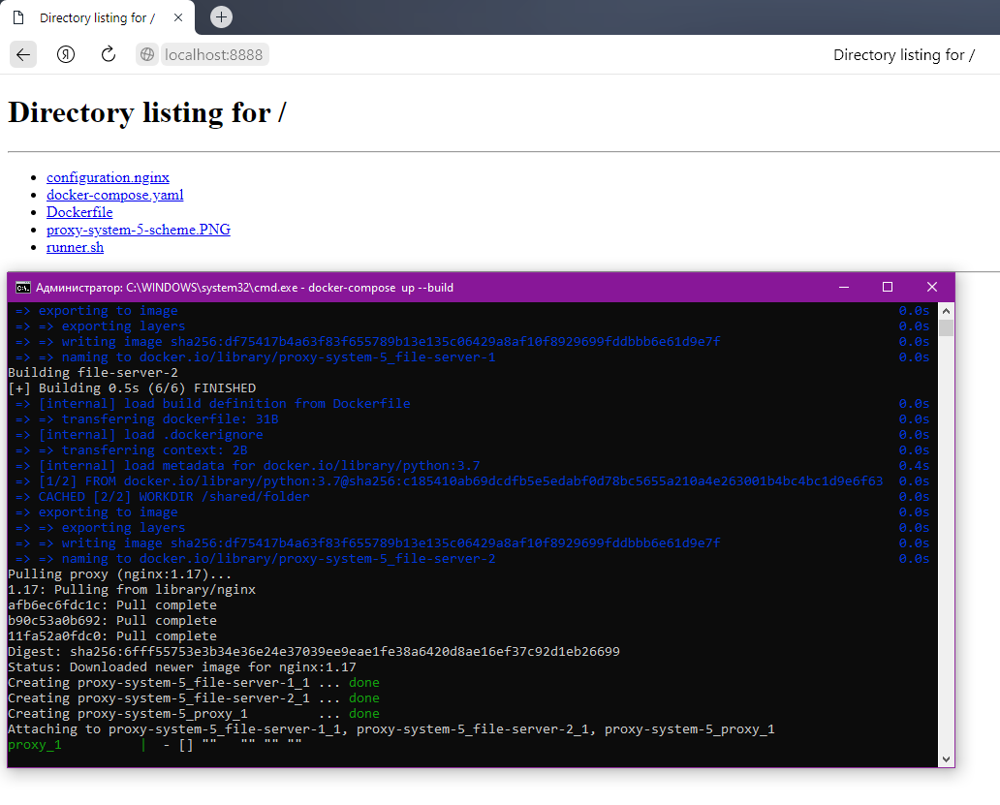 Directory listing for /
localhost:8888
Directory listing for /
Directory listing for /
configuration.nginx
docker-compose.yaml
Dockerfile
proxy-system-5-scheme.PNG
runner.sh
Администратор: C:\WINDOWS\system32\cmd.exe - docker-compose up --build
=> exporting to image 0.0s
=> => exporting layers 0.0s
=> => writing image sha256:df75417b4a63f83f655789b13e135c06429a8af10f8929699fddbbb6e61d9e7f 0.0s
=> => naming to docker.io/library/proxy-system-5_file-server-1 0.0s
Building file-server-2
[+] Building 0.5s (6/6) FINISHED
=> [internal] load build definition from Dockerfile 0.0s
=> => transferring dockerfile: 31B 0.0s
=> [internal] load .dockerignore 0.0s
=> => transferring context: 2B 0.0s
=> [internal] load metadata for docker.io/library/python:3.7 0.4s
=> [1/2] FROM docker.io/library/python:3.7@sha256:c185410ab69dcdfb5e5edabf0d78bc5655a210a4e263001b4bc4bc1d9e6f63 0.0s
=> CACHED [2/2] WORKDIR /shared/folder 0.0s
=> exporting to image 0.0s
=> => exporting layers 0.0s
=> => writing image sha256:df75417b4a63f83f655789b13e135c06429a8af10f8929699fddbbb6e61d9e7f 0.0s
=> => naming to docker.io/library/proxy-system-5_file-server-2 0.0s
Pulling proxy (nginx:1.17)...
1.17: Pulling from library/nginx
afb6ec6fdc1c: Pull complete
b90c53a0b692: Pull complete
11fa52a0fdc0: Pull complete
Digest: sha256:6fff55753e3b34e36e24e37039ee9eae1fe38a6420d8ae16ef37c92d1eb26699
Status: Downloaded newer image for nginx:1.17
Creating proxy-system-5_file-server-1_1 ... done
Creating proxy-system-5_file-server-2_1 ... done
Creating proxy-system-5_proxy_1 ... done
Attaching to proxy-system-5_file-server-1_1, proxy-system-5_file-server-2_1, proxy-system-5_proxy_1
proxy_1 | - [] "" "" "" ""